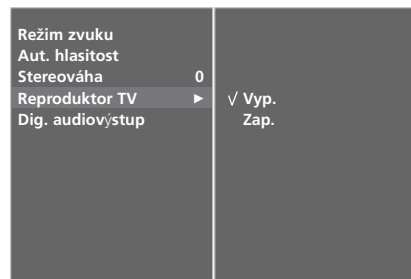 Režim zvuku
Aut. hlasitost
Stereováha 0
Reproduktor TV ►
Dig. audiovýstup
√ Vyp.
Zap.